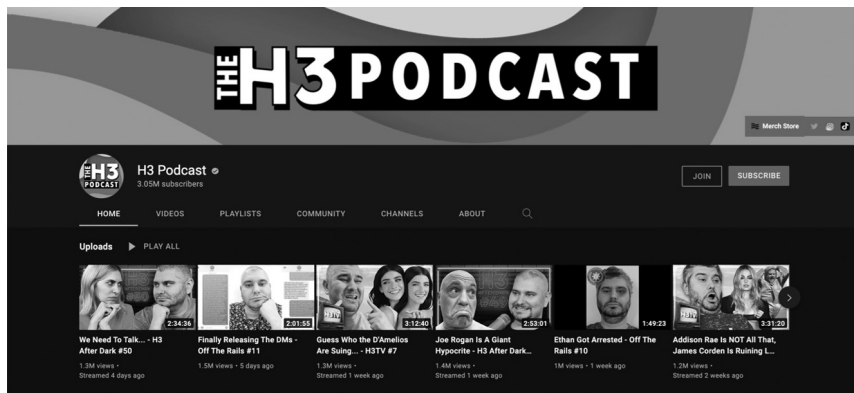 THE H3 PODCAST
Merch Store
THE H3 PODCAST
H3 Podcast
3.05M subscribers
JOIN
SUBSCRIBE
HOME VIDEOS PLAYLISTS COMMUNITY CHANNELS ABOUT
Uploads PLAY ALL
2:34:36
2:01:55
3:12:40
2:53:01
1:49:23
3:31:20
We Need To Talk... - H3
After Dark #50
1.3M views •
Streamed 4 days ago
Finally Releasing The DMs -
Off The Rails #11
1.5M views • 5 days ago
Guess Who the D'Amelios
Are Suing... - H3TV #7
1.3M views •
Streamed 1 week ago
Joe Rogan Is A Giant
Hypocrite - H3 After Dark...
1.4M views •
Streamed 1 week ago
Ethan Got Arrested - Off The
Rails #10
1M views • 1 week ago
Addison Rae Is NOT All That,
James Corden Is Ruining L...
1.2M views •
Streamed 2 weeks ago